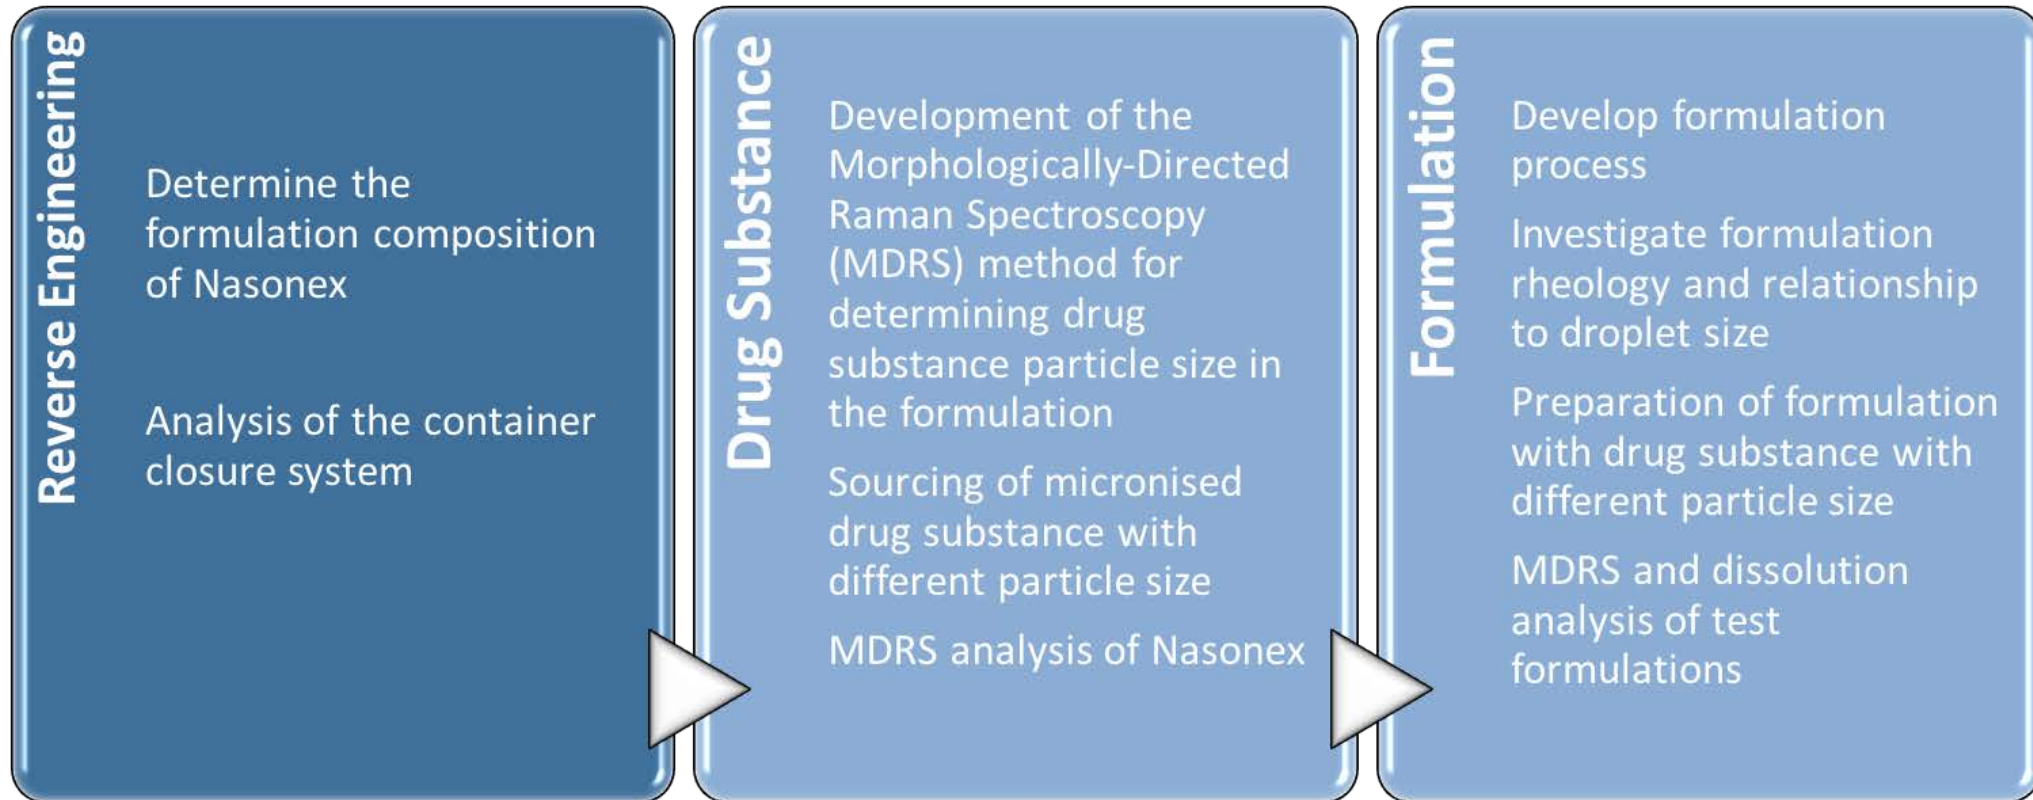 Reverse Engineering
Determine the
formulation composition
of Nasonex
Analysis of the container
closure system
Drug Substance
Development of the
Morphologically-Directed
Raman Spectroscopy
(MDRS) method for
determining drug
substance particle size in
the formulation
Sourcing of micronised
drug substance with
different particle size
MDRS analysis of Nasonex
Formulation
Develop formulation
process
Investigate formulation
rheology and relationship
to droplet size
Preparation of formulation
with drug substance with
different particle size
MDRS and dissolution
analysis of test
formulations